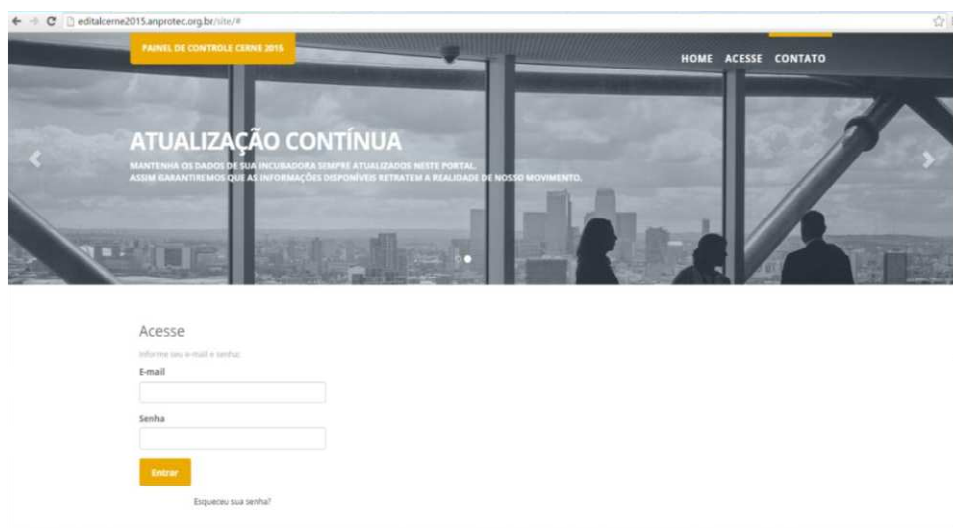 editalcerne2015.anprotec.org.br/site/#
PAINEL DE CONTROLE CERNE 2015
HOME ACESSE CONTATO
ATUALIZAÇÃO CONTÍNUA
MANTENHA OS DADOS DE SUA INCUBADORA SEMPRE ATUALIZADOS NESTE PORTAL.
ASSIM GARANTIREMOS QUE AS INFORMAÇÕES DISPONÍVEIS RETRATEM A REALIDADE DE NOSSO MOVIMENTO.
Acesse
Informe seu e-mail e senha:
E-mail
Senha
Entrar
Esqueceu sua senha?